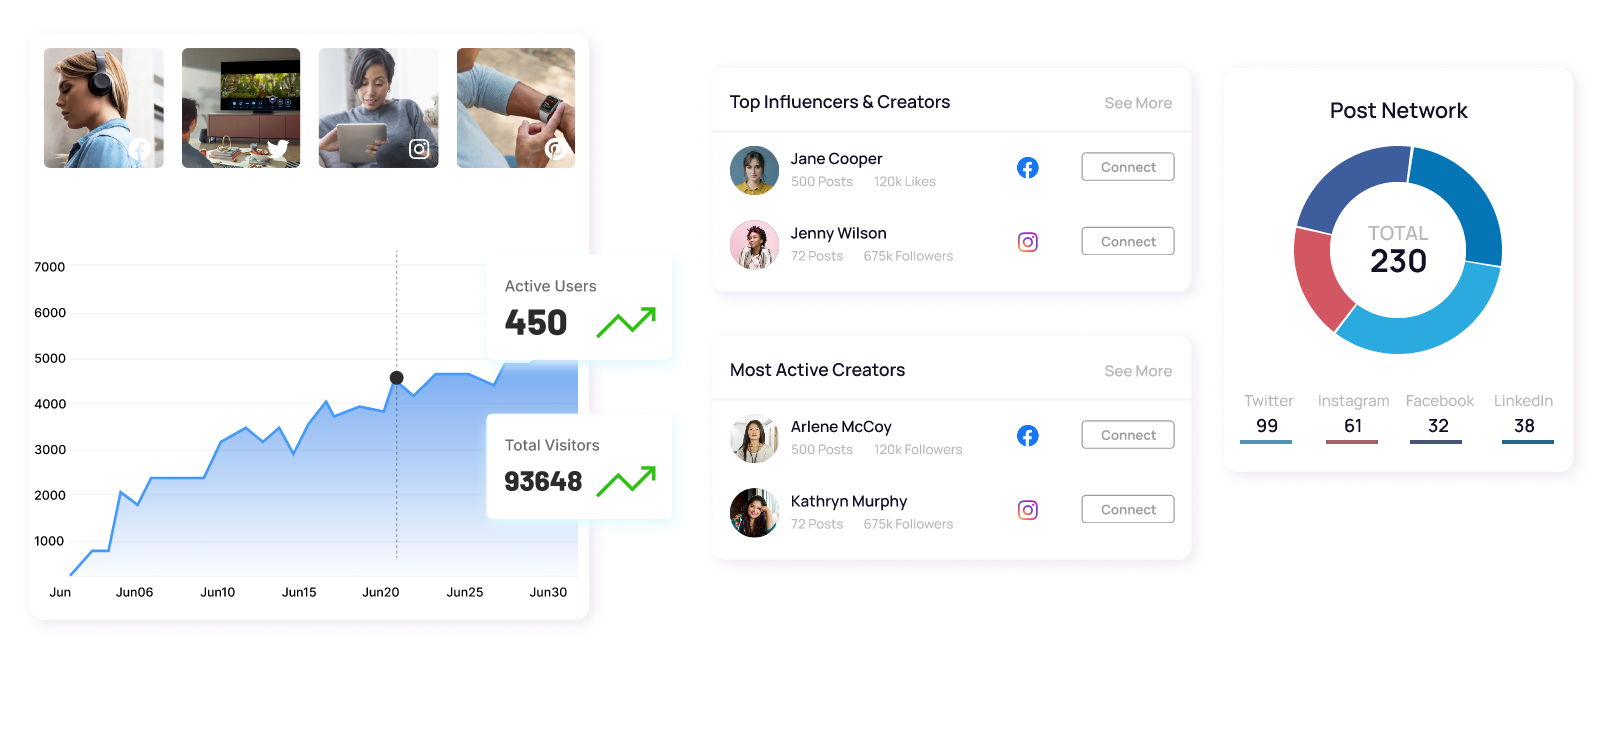 7000
6000
5000
4000
3000
2000
1000
Jun Jun06 Jun10 Jun15 Jun20 Jun25 Jun30
Active Users
450
Total Visitors
93648
Top Influencers & Creators See More
Jane Cooper
500 Posts 120k Likes
Connect
Jenny Wilson
72 Posts 675k Followers
Connect
Most Active Creators See More
Arlene McCoy
500 Posts 120k Followers
Connect
Kathryn Murphy
72 Posts 675k Followers
Connect
Post Network
TOTAL
230
Twitter Instagram Facebook LinkedIn
99 61 32 38